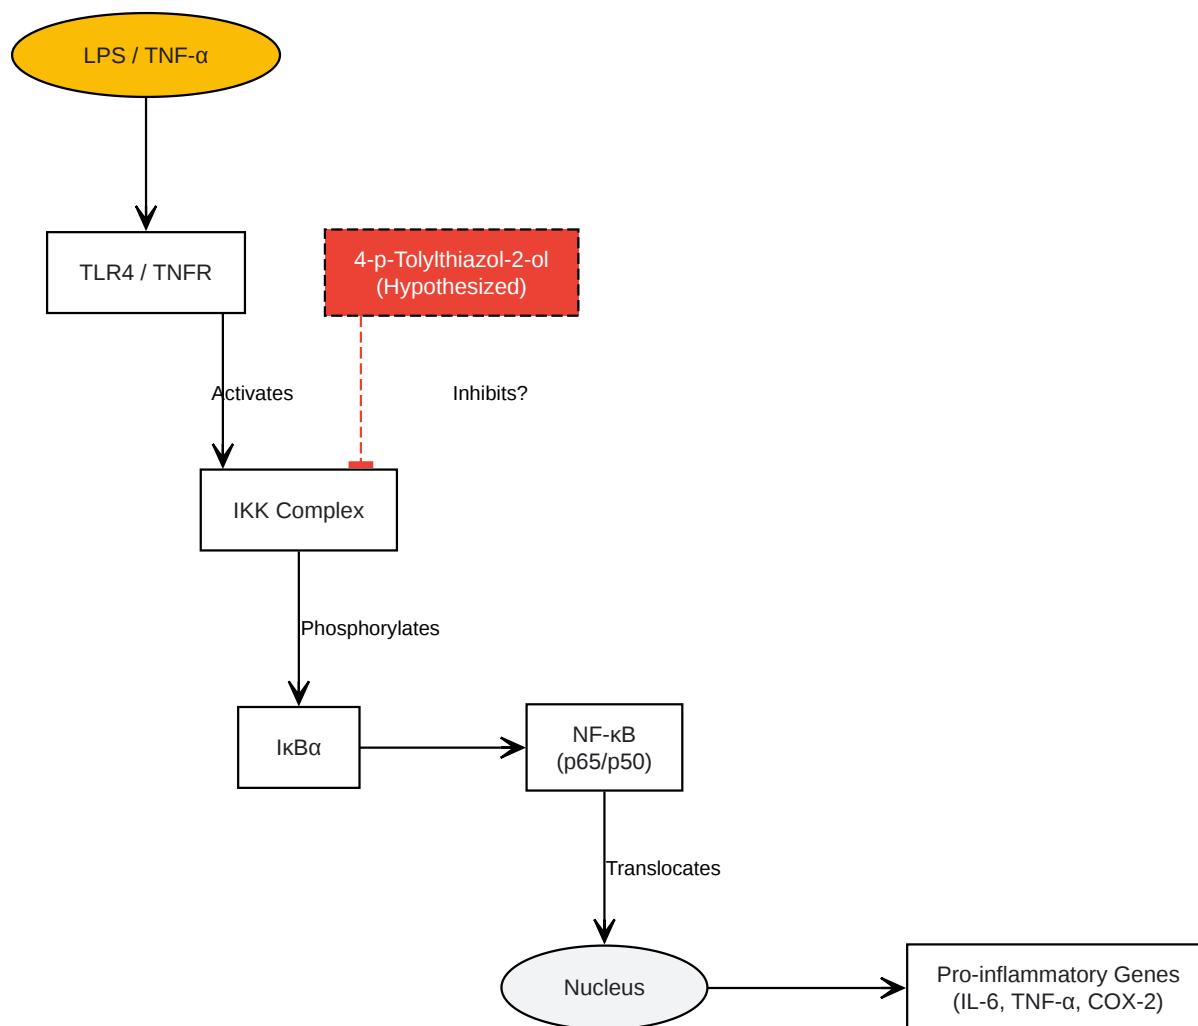 LPS / TNF-α
TLR4 / TNFR
4-p-Tolylthiazol-2-ol
(Hypothesized)
Activates
Inhibits?
IKK Complex
Phosphorylates
IκBα
NF-κB
(p65/p50)
Translocates
Nucleus
Pro-inflammatory Genes
(IL-6, TNF-α, COX-2)